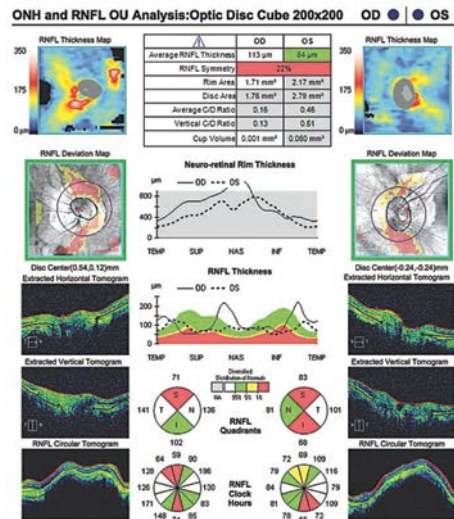 ONH and RNFL OU Analysis:Optic Disc Cube 200x200 OD OS
RNFL Thickness Map
350
175
0 µm
OD OS
Average RNFL Thickness 113 µm 84 µm
RNFL Symmetry 22%
Rim Area 1.71 mm² 2.17 mm²
Disc Area 1.76 mm² 2.79 mm²
Average C/D Ratio 0.15 0.46
Vertical C/D Ratio 0.13 0.51
Cup Volume 0.001 mm³ 0.060 mm³
RNFL Thickness Map
350
175
0 µm
RNFL Deviation Map
Disc Center(0.54,0.12)mm
Neuro-retinal Rim Thickness
µm OD OS
800
400
0
TEMP SUP NAS INF TEMP
RNFL Deviation Map
Disc Center(-0.24,-0.24)mm
Extracted Horizontal Tomogram
RNFL Thickness
µm OD OS
200
100
0
TEMP SUP NAS INF TEMP
Extracted Horizontal Tomogram
Extracted Vertical Tomogram
Distribution of Normals
NA 95% 5% 1%
71
141 S T N I 136
102
RNFL Quadrants
83
81 S N T I 101
68
Extracted Vertical Tomogram
RNFL Circular Tomogram
59
64 90
128 196
126 130
171 83
148 85
RNFL Clock Hours
69
72 109
79 116
84 79
81 109
78 72
RNFL Circular Tomogram